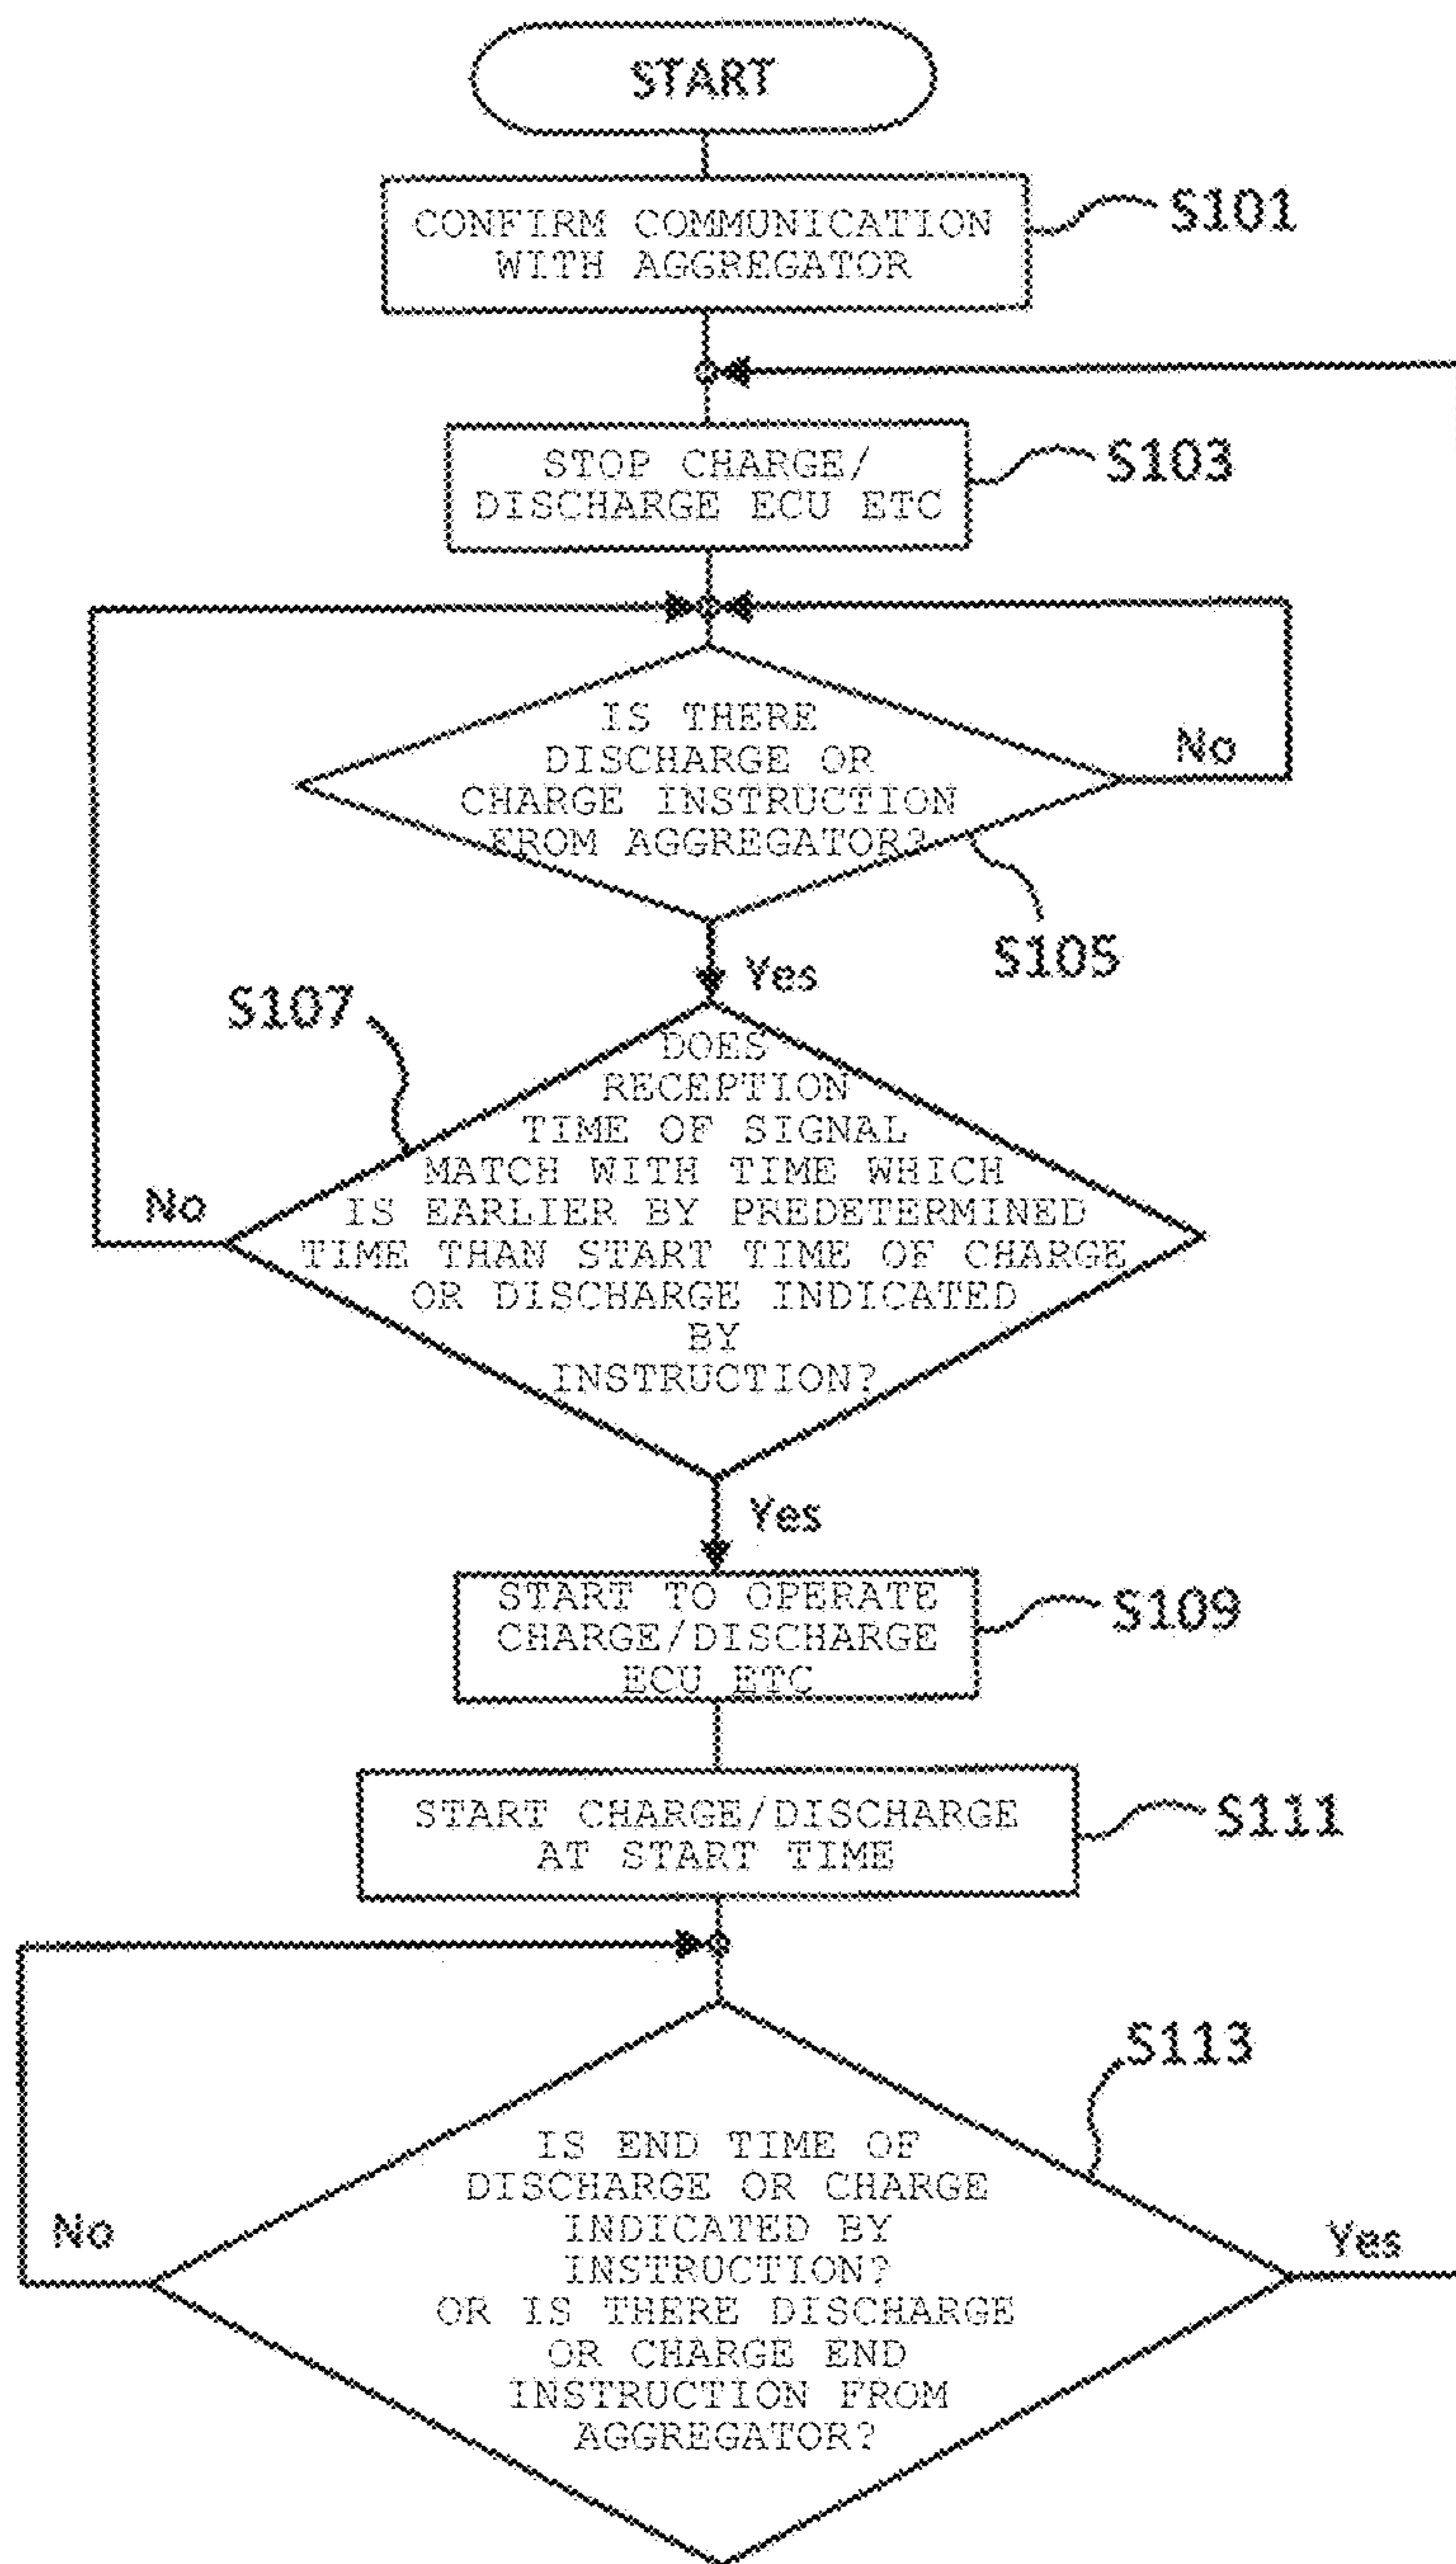 START
CONFIRM COMMUNICATION
WITH AGGREGATOR
S101
STOP CHARGE/
DISCHARGE ECU ETC
S103
IS THERE
DISCHARGE OR
CHARGE INSTRUCTION
FROM AGGREGATOR?
No
S105
Yes
S107
DOES
RECEPTION
TIME OF SIGNAL
MATCH WITH TIME WHICH
IS EARLIER BY PREDETERMINED
TIME THAN START TIME OF CHARGE
OR DISCHARGE INDICATED
BY
INSTRUCTION?
No
Yes
START TO OPERATE
CHARGE/DISCHARGE
ECU ETC
S109
START CHARGE/DISCHARGE
AT START TIME
S111
S113
IS END TIME OF
DISCHARGE OR CHARGE
INDICATED BY
INSTRUCTION?
OR IS THERE DISCHARGE
OR CHARGE END
INSTRUCTION FROM
AGGREGATOR?
No
Yes